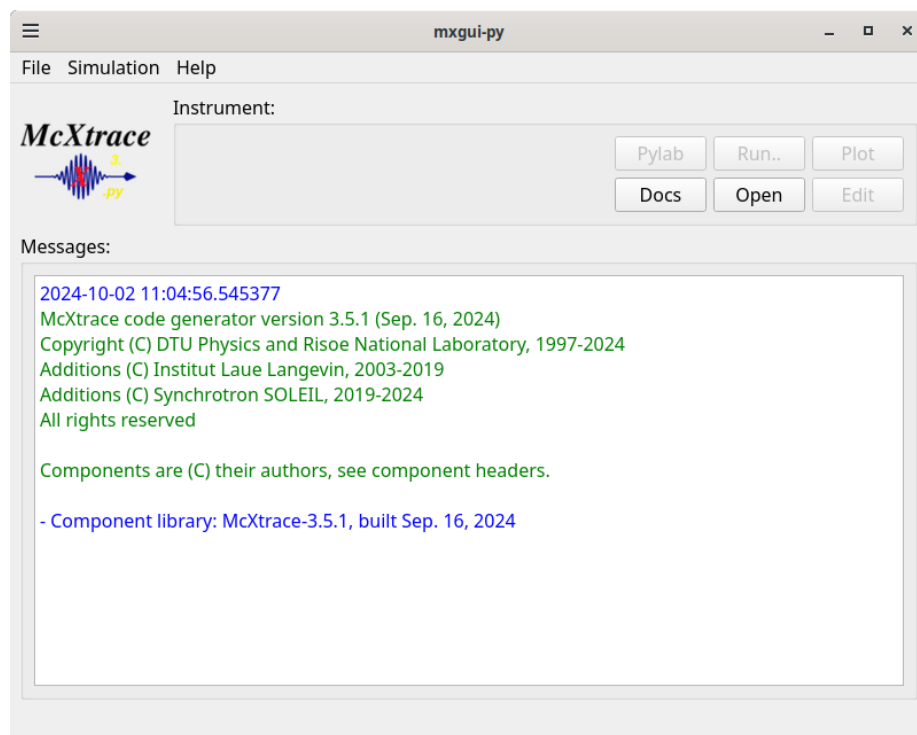 mxgui-py
File Simulation Help
Instrument:
McXtrace
3.
X
.py
Pylab Run.. Plot
Docs Open Edit
Messages:
2024-10-02 11:04:56.545377
McXtrace code generator version 3.5.1 (Sep. 16, 2024)
Copyright (C) DTU Physics and Risoe National Laboratory, 1997-2024
Additions (C) Institut Laue Langevin, 2003-2019
Additions (C) Synchrotron SOLEIL, 2019-2024
All rights reserved
Components are (C) their authors, see component headers.
- Component library: McXtrace-3.5.1, built Sep. 16, 2024